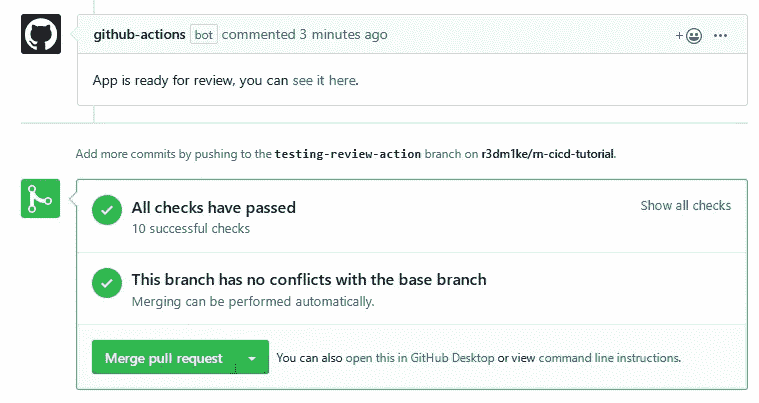 github-actions bot commented 3 minutes ago
App is ready for review, you can see it here.
Add more commits by pushing to the testing-review-action branch on r3dm1ke/rn-cicd-tutorial.
All checks have passed
Show all checks
10 successful checks
This branch has no conflicts with the base branch
Merging can be performed automatically.
Merge pull request
You can also open this in GitHub Desktop or view command line instructions.